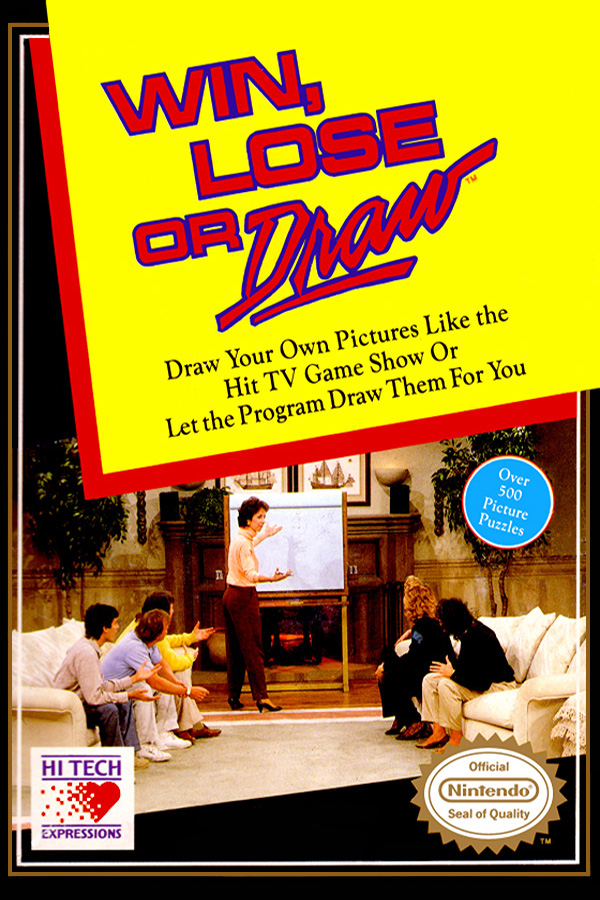 WIN,
LOSE
OR Draw™
Draw Your Own Pictures Like the
Hit TV Game Show Or
Let the Program Draw Them For You
Over
500
Picture
Puzzles
HI TECH
EXPRESSIONS
Official
Nintendo®
Seal of Quality
TM